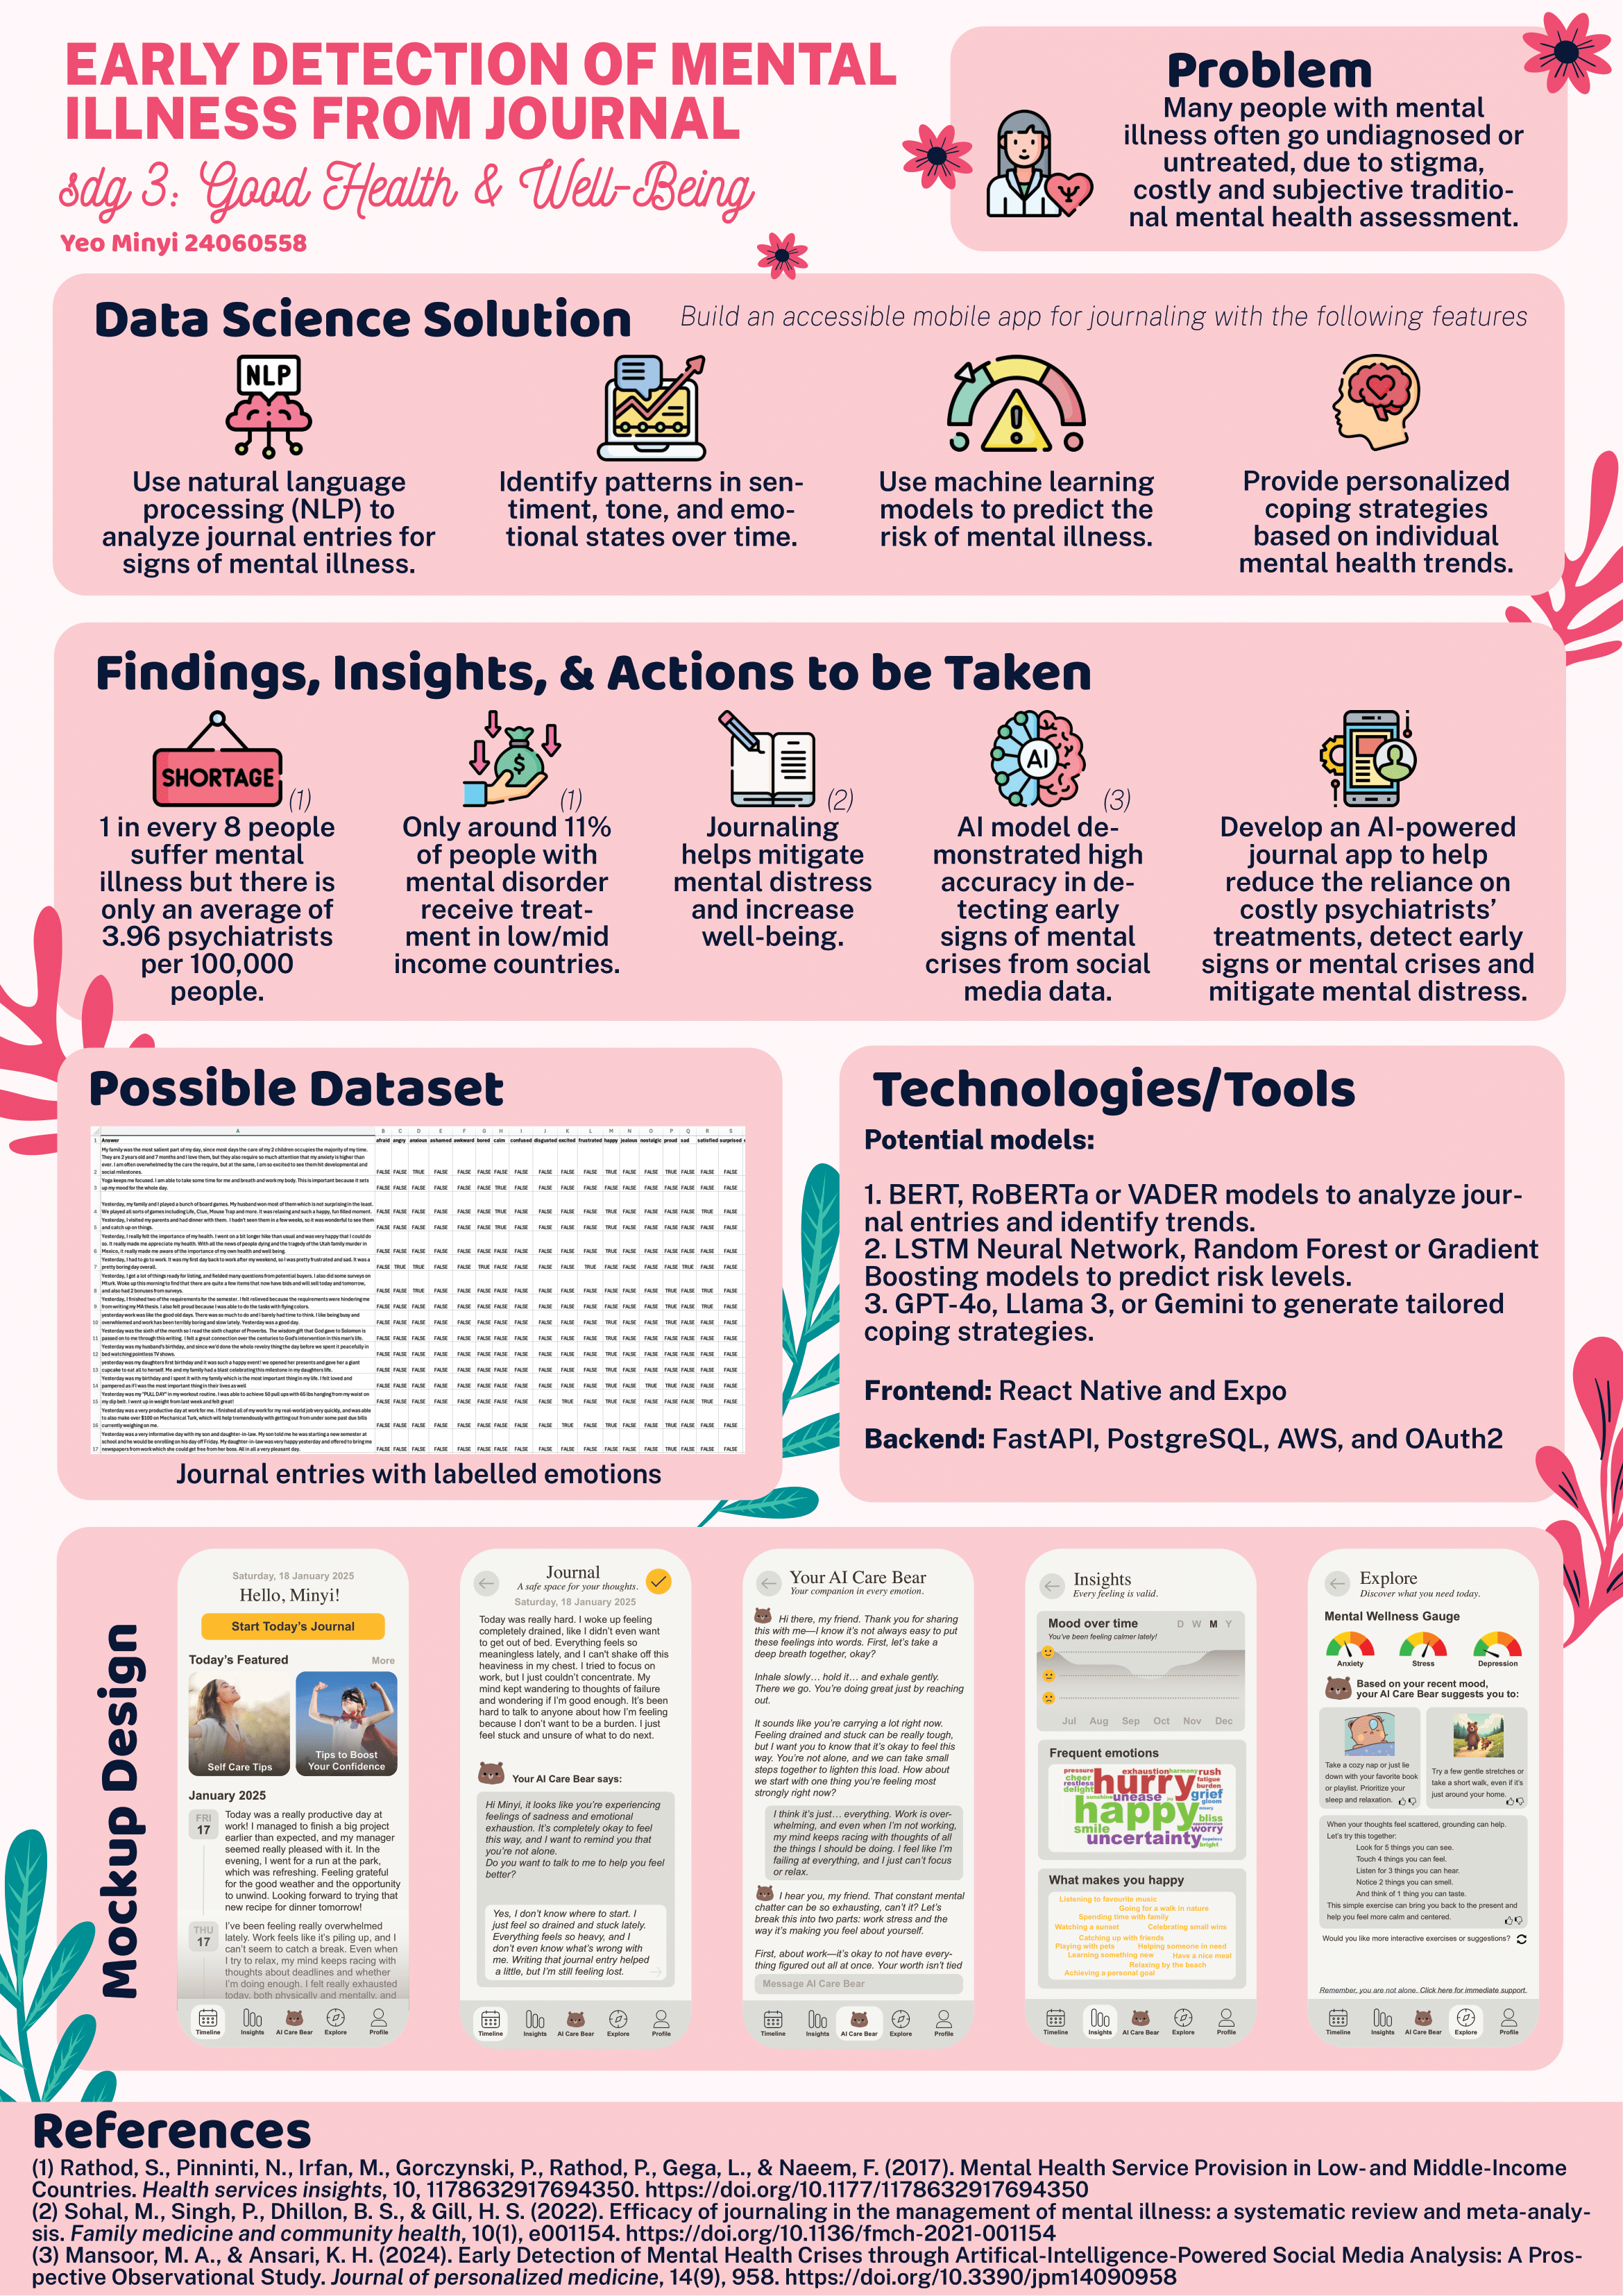 EARLY DETECTION OF MENTAL
ILLNESS FROM JOURNAL
sdg 3: Good Health & Well-Being
Yeo Minyi 24060558
Problem
Many people with mental
illness often go undiagnosed or
untreated, due to stigma,
costly and subjective traditio-
nal mental health assessment.
Data Science Solution
Build an accessible mobile app for journaling with the following features
NLP
Use natural language
processing (NLP) to
analyze journal entries for
signs of mental illness.
Identify patterns in sen-
timent, tone, and emo-
tional states over time.
Use machine learning
models to predict the
risk of mental illness.
Provide personalized
coping strategies
based on individual
mental health trends.
Findings, Insights, & Actions to be Taken
SHORTAGE
(1)
1 in every 8 people
suffer mental
illness but there is
only an average of
3.96 psychiatrists
per 100,000
people.
(1)
Only around 11%
of people with
mental disorder
receive treat-
ment in low/mid
income countries.
(2)
Journaling
helps mitigate
mental distress
and increase
well-being.
AI
(3)
AI model de-
monstrated high
accuracy in de-
tecting early
signs of mental
crises from social
media data.
Develop an AI-powered
journal app to help
reduce the reliance on
costly psychiatrists'
treatments, detect early
signs or mental crises and
mitigate mental distress.
Possible Dataset
Answer afraid angry anxious ashamed awkward bored calm confused disgusted excited frustrated happy jealous nostalgic proud sad satisfied surprised
Journal entries with labelled emotions
Technologies/Tools
Potential models:
1. BERT, RoBERTa or VADER models to analyze jour-
nal entries and identify trends.
2. LSTM Neural Network, Random Forest or Gradient
Boosting models to predict risk levels.
3. GPT-4o, Llama 3, or Gemini to generate tailored
coping strategies.
Frontend: React Native and Expo
Backend: FastAPI, PostgreSQL, AWS, and OAuth2
Mockup Design
Saturday, 18 January 2025
Hello, Minyi!
Start Today's Journal
Today's Featured
More
Self Care Tips
Tips to Boost
Your Confidence
January 2025
FRI
17
Today was a really productive day at
work! I managed to finish a big project
earlier than expected, and my manager
seemed really pleased with it. In the
evening, I went for a run at the park,
which was refreshing. Feeling grateful
for the good weather and the opportunity
to unwind. Looking forward to trying that
new recipe for dinner tomorrow!
THU
17
I've been feeling really overwhelmed
lately. Work feels like it's piling up, and I
can't seem to catch a break. Even when
I try to relax, my mind keeps racing with
thoughts about deadlines and whether
I'm doing enough. I felt really exhausted
today, both physically and mentally, and
Timeline
Insights
AI Care Bear
Explore
Profile
Journal
A safe space for your thoughts.
Saturday, 18 January 2025
Today was really hard. I woke up feeling
completely drained, like I didn't even want
to get out of bed. Everything feels so
meaningless lately, and I can't shake off this
heaviness in my chest. I tried to focus on
work, but I just couldn't concentrate. My
mind kept wandering to thoughts of failure
and wondering if I'm good enough. It's been
hard to talk to anyone about how I'm feeling
because I don't want to be a burden. I just
feel stuck and unsure of what to do next.
Your AI Care Bear says:
Hi Minyi, it looks like you're experiencing
feelings of sadness and emotional
exhaustion. It's completely okay to feel
this way, and I want to remind you that
you're not alone.
Do you want to talk to me to help you feel
better?
Yes, I don't know where to start. I
just feel so drained and stuck lately.
Everything feels so heavy, and I
don't even know what's wrong with
me. Writing that journal entry helped
a little, but I'm still feeling lost.
Timeline
Insights
AI Care Bear
Explore
Profile
Your AI Care Bear
Your companion in every emotion.
Hi there, my friend. Thank you for sharing
this with me—I know it's not always easy to put
these feelings into words. First, let's take a
deep breath together, okay?
Inhale slowly... hold it... and exhale gently.
There we go. You're doing great just by reaching
out.
It sounds like you're carrying a lot right now.
Feeling drained and stuck can be really tough,
but I want you to know that it's okay to feel this
way. You're not alone, and we can take small
steps together to lighten this load. How about
we start with one thing you're feeling most
strongly right now?
I think it's just... everything. Work is over-
whelming, and even when I'm not working,
my mind keeps racing with thoughts of all
the things I should be doing. I feel like I'm
failing at everything, and I just can't focus
or relax.
I hear you, my friend. That constant mental
chatter can be so exhausting, can't it? Let's
break this into two parts: work stress and the
way it's making you feel about yourself.
First, about work—it's okay to not have every-
thing figured out all at once. Your worth isn't tied
Message AI Care Bear
Timeline
Insights
AI Care Bear
Explore
Profile
Insights
Every feeling is valid.
Mood over time
D W M Y
You've been feeling calmer lately!
Jul Aug Sep Oct Nov Dec
Frequent emotions
pressure
cheer
restless
delight
exhaustion
harmony
rush
fatigue
burden
hurry
sunshine
unease
grief
gloom
happy
bliss
smile
worry
uncertainty
hopeless
bright
What makes you happy
Listening to favourite music
Going for a walk in nature
Spending time with family
Watching a sunset
Celebrating small wins
Catching up with friends
Playing with pets
Helping someone in need
Learning something new
Have a nice meal
Relaxing by the beach
Achieving a personal goal
Timeline
Insights
AI Care Bear
Explore
Profile
Explore
Discover what you need today.
Mental Wellness Gauge
Anxiety
Stress
Depression
Based on your recent mood,
your AI Care Bear suggests you to:
Take a cozy nap or just lie
down with your favorite book
or playlist. Prioritize your
sleep and relaxation.
Try a few gentle stretches or
take a short walk, even if it's
just around your home.
When your thoughts feel scattered, grounding can help.
Let's try this together:
Look for 5 things you can see.
Touch 4 things you can feel.
Listen for 3 things you can hear.
Notice 2 things you can smell.
And think of 1 thing you can taste.
This simple exercise can bring you back to the present and
help you feel more calm and centered.
Would you like more interactive exercises or suggestions?
Remember, you are not alone. Click here for immediate support.
Timeline
Insights
AI Care Bear
Explore
Profile
References
(1) Rathod, S., Pinninti, N., Irfan, M., Gorczynski, P., Rathod, P., Gega, L., & Naeem, F. (2017). Mental Health Service Provision in Low- and Middle-Income
Countries. Health services insights, 10, 1178632917694350. https://doi.org/10.1177/1178632917694350
(2) Sohal, M., Singh, P., Dhillon, B. S., & Gill, H. S. (2022). Efficacy of journaling in the management of mental illness: a systematic review and meta-analy-
sis. Family medicine and community health, 10(1), e001154. https://doi.org/10.1136/fmch-2021-001154
(3) Mansoor, M. A., & Ansari, K. H. (2024). Early Detection of Mental Health Crises through Artifical-Intelligence-Powered Social Media Analysis: A Pros-
pective Observational Study. Journal of personalized medicine, 14(9), 958. https://doi.org/10.3390/jpm14090958